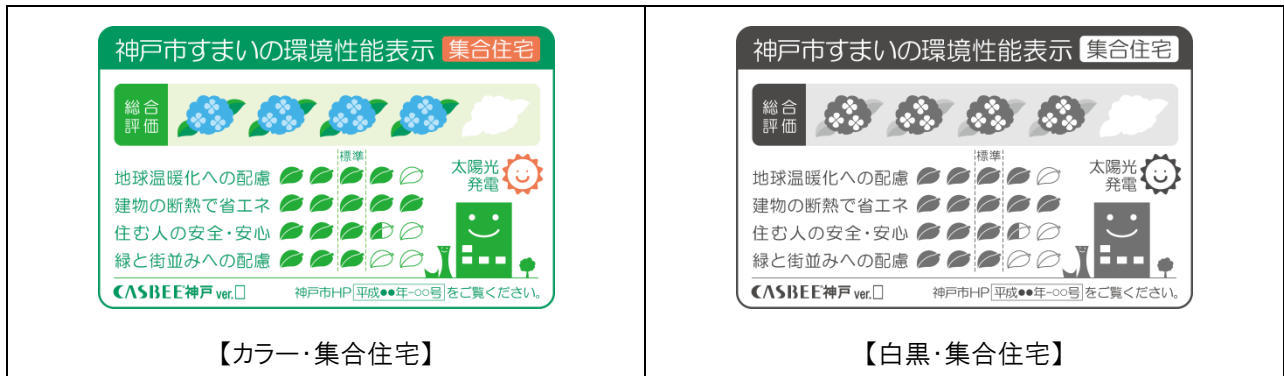 神戸市すまいの環境性能表示 集合住宅
総合
評価
標準
地球温暖化への配慮
建物の断熱で省エネ
住む人の安全・安心
緑と街並みへの配慮
太陽光
発電
CASBEE神戸 ver.□ 神戸市HP 平成●●年-○○号 をご覧ください。
【カラー・集合住宅】
神戸市すまいの環境性能表示 集合住宅
総合
評価
標準
地球温暖化への配慮
建物の断熱で省エネ
住む人の安全・安心
緑と街並みへの配慮
太陽光
発電
CASBEE神戸 ver.□ 神戸市HP 平成●●年-○○号 をご覧ください。
【白黒・集合住宅】